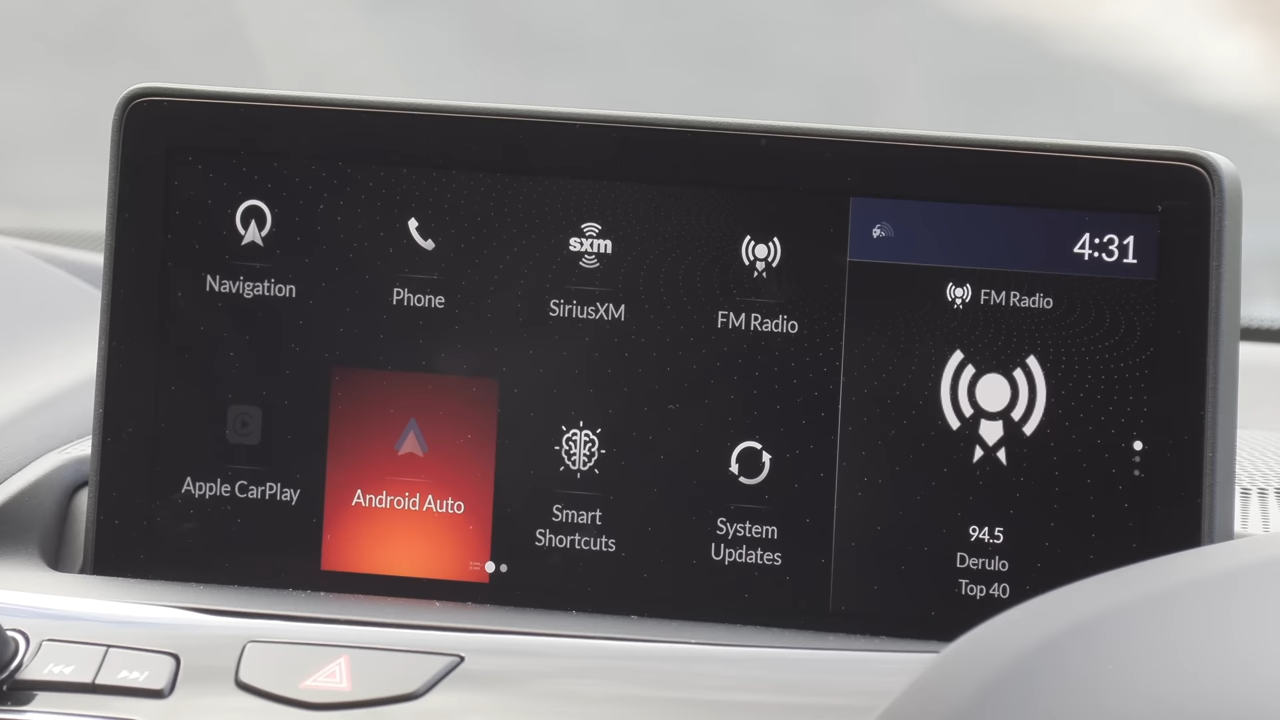 4:31
Navigation
Phone
sxm
SiriusXM
FM Radio
FM Radio
Apple CarPlay
Android Auto
Smart
Shortcuts
System
Updates
94.5
Derulo
Top 40